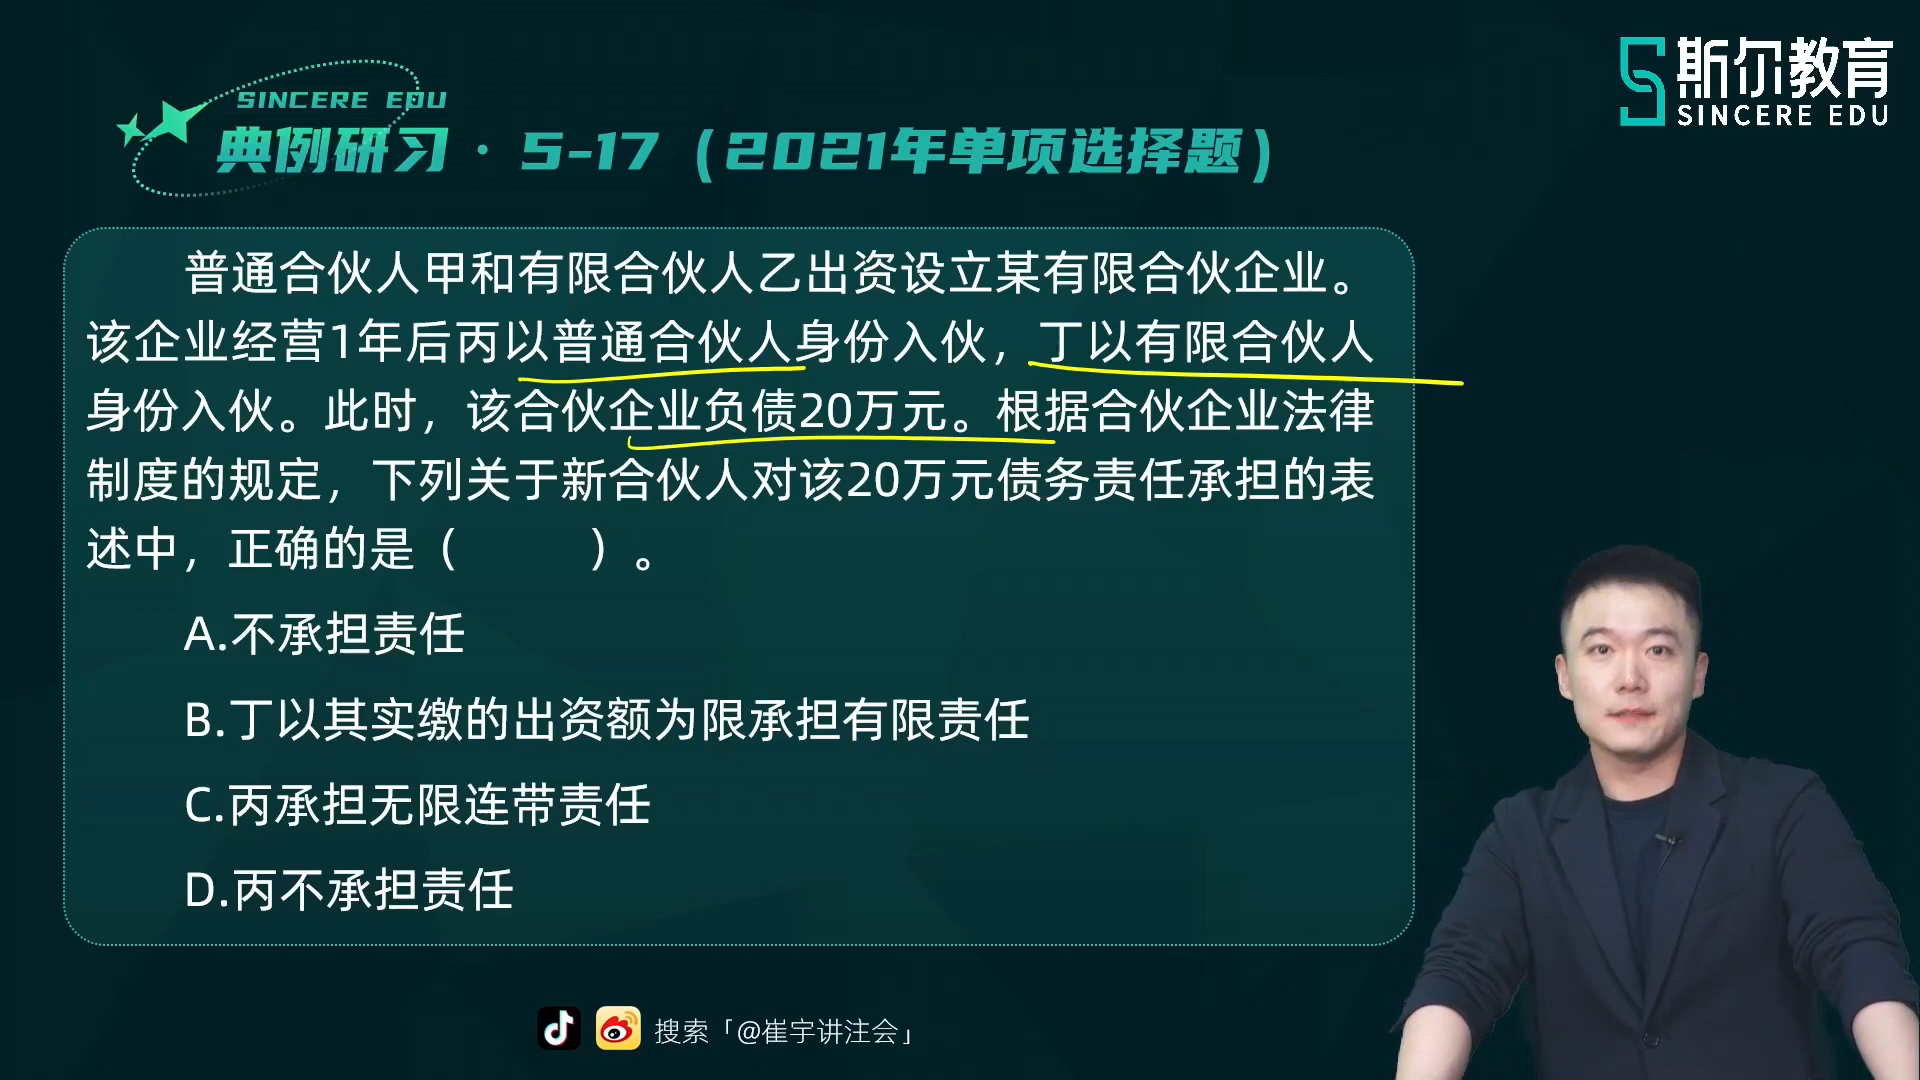 SINCERE EDU
典例研习·5-17（2021年单项选择题）
斯尔教育
SINCERE EDU
普通合伙人甲和有限合伙人乙出资设立某有限合伙企业。
该企业经营1年后丙以普通合伙人身份入伙，丁以有限合伙人
身份入伙。此时，该合伙企业负债20万元。根据合伙企业法律
制度的规定，下列关于新合伙人对该20万元债务责任承担的表
述中，正确的是（　　）。
A.不承担责任
B.丁以其实缴的出资额为限承担有限责任
C.丙承担无限连带责任
D.丙不承担责任
搜索「@崔宇讲注会」